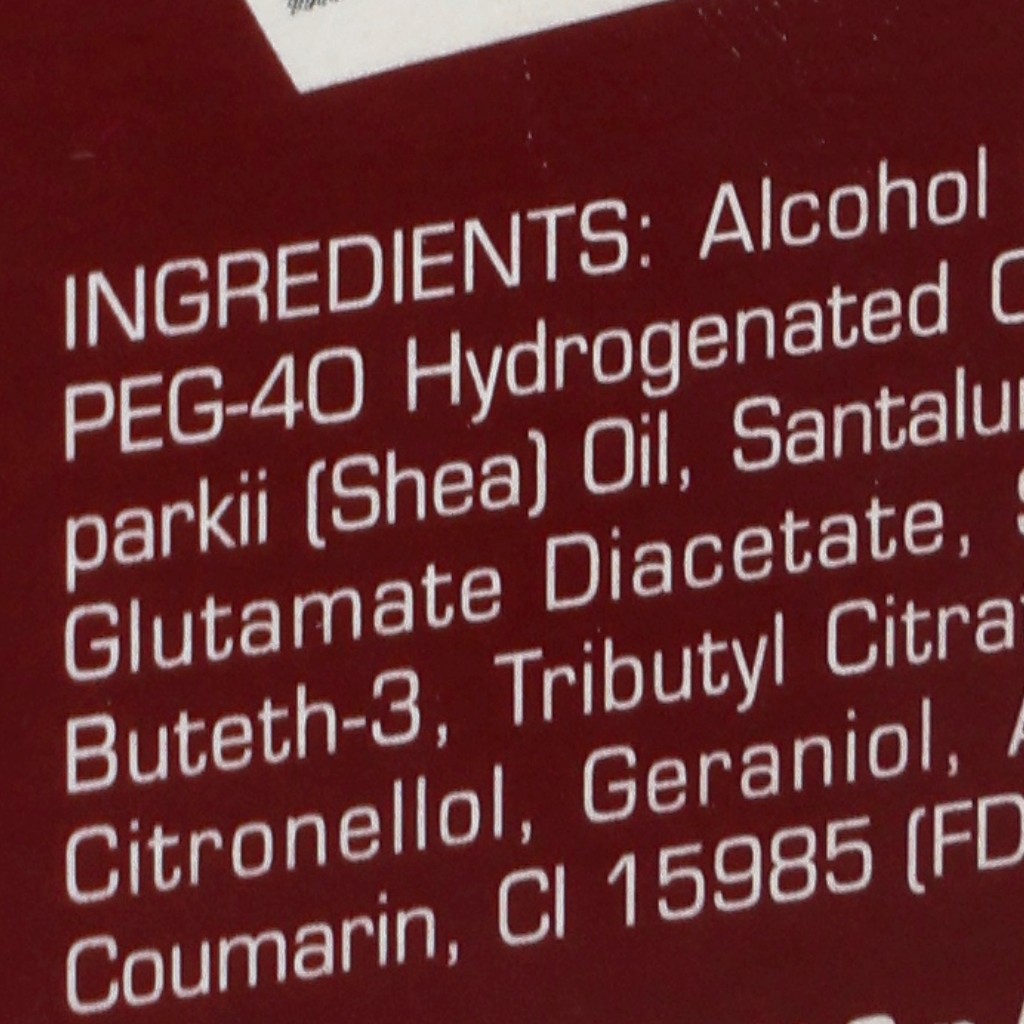 INGREDIENTS: Alcohol
PEG-40 Hydrogenated
parkii (Shea) Oil, Santalu
Glutamate Diacetate,
Buteth-3, Tributyl Citra
Citronellol, Geraniol,
Coumarin, CI 15985 (FD